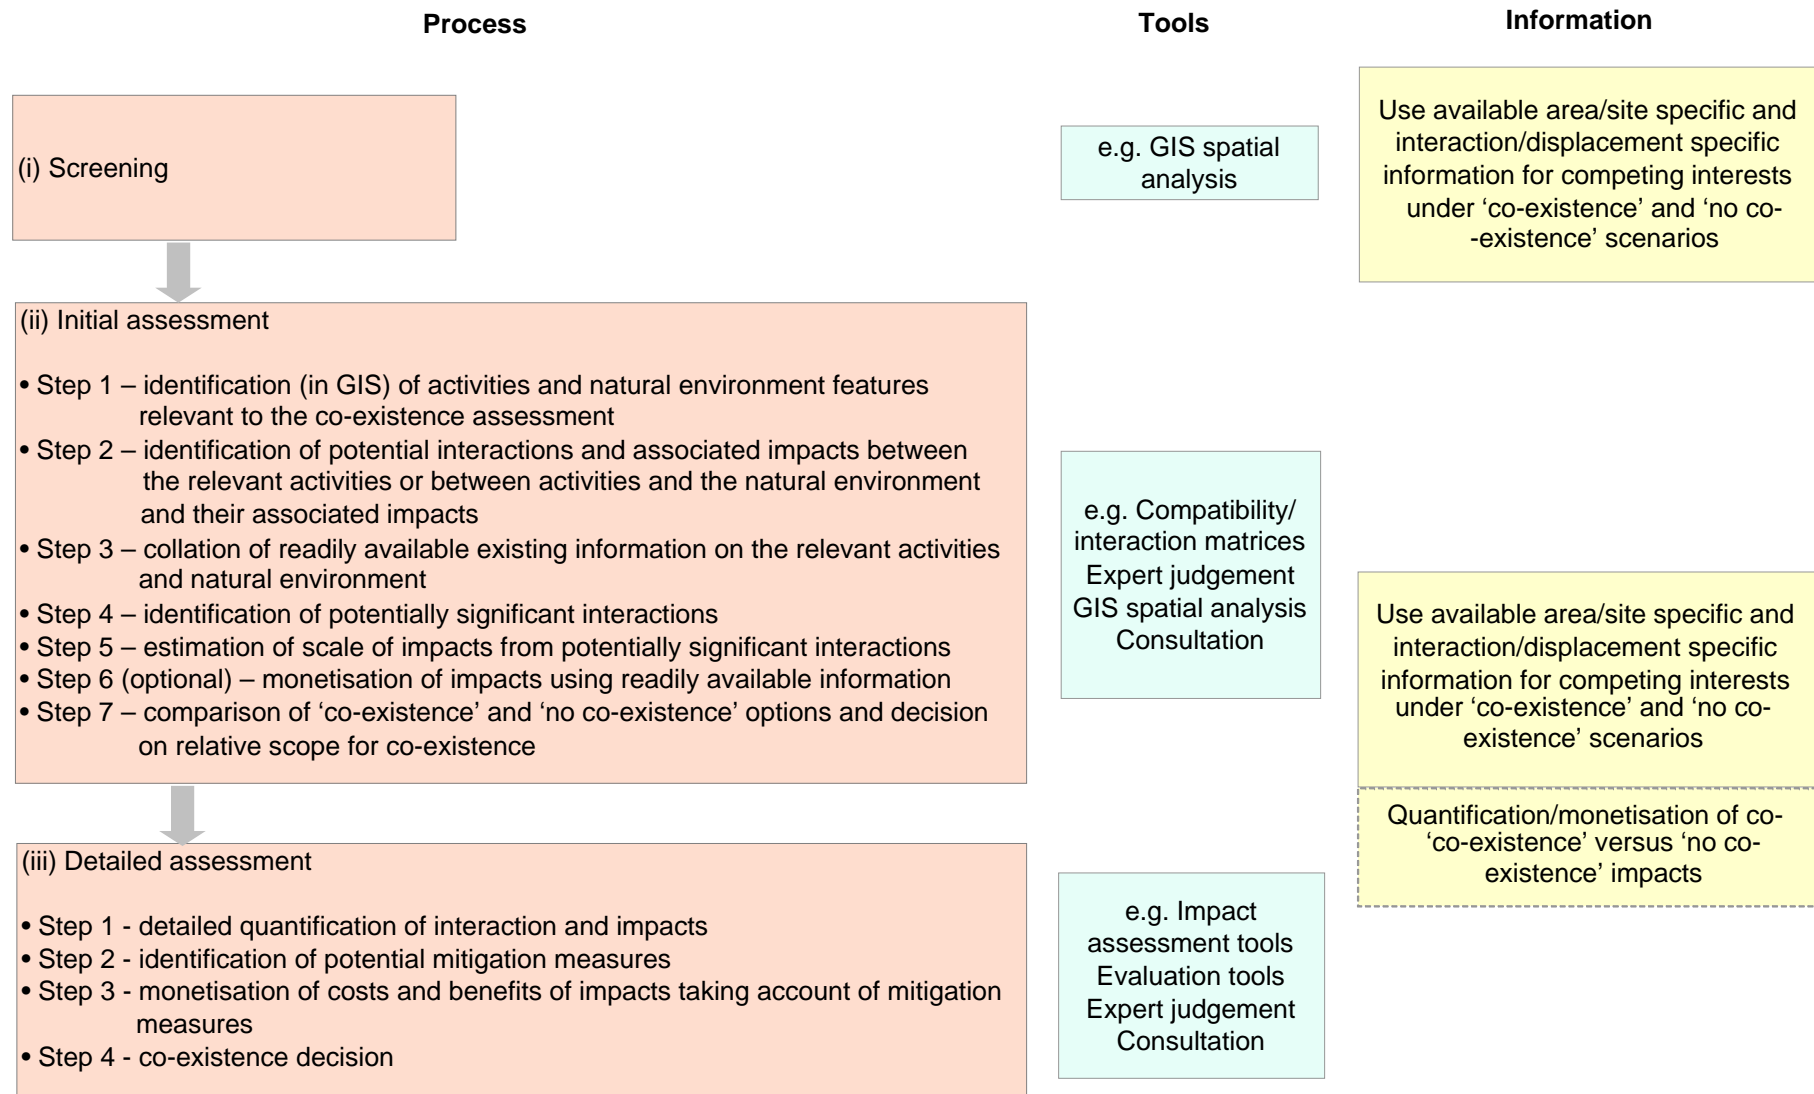 Process
Tools
Information
(i) Screening
e.g. GIS spatial
analysis
Use available area/site specific and
interaction/displacement specific
information for competing interests
under ‘co-existence’ and ‘no co-
-existence’ scenarios
(ii) Initial assessment
• Step 1 – identification (in GIS) of activities and natural environment features
relevant to the co-existence assessment
• Step 2 – identification of potential interactions and associated impacts between
the relevant activities or between activities and the natural environment
and their associated impacts
• Step 3 – collation of readily available existing information on the relevant activities
and natural environment
• Step 4 – identification of potentially significant interactions
• Step 5 – estimation of scale of impacts from potentially significant interactions
• Step 6 (optional) – monetisation of impacts using readily available information
• Step 7 – comparison of ‘co-existence’ and ‘no co-existence’ options and decision
on relative scope for co-existence
e.g. Compatibility/
interaction matrices
Expert judgement
GIS spatial analysis
Consultation
Use available area/site specific and
interaction/displacement specific
information for competing interests
under ‘co-existence’ and ‘no co-
existence’ scenarios
Quantification/monetisation of co-
‘co-existence’ versus ‘no co-
existence’ impacts
(iii) Detailed assessment
• Step 1 - detailed quantification of interaction and impacts
• Step 2 - identification of potential mitigation measures
• Step 3 - monetisation of costs and benefits of impacts taking account of mitigation
measures
• Step 4 - co-existence decision
e.g. Impact
assessment tools
Evaluation tools
Expert judgement
Consultation